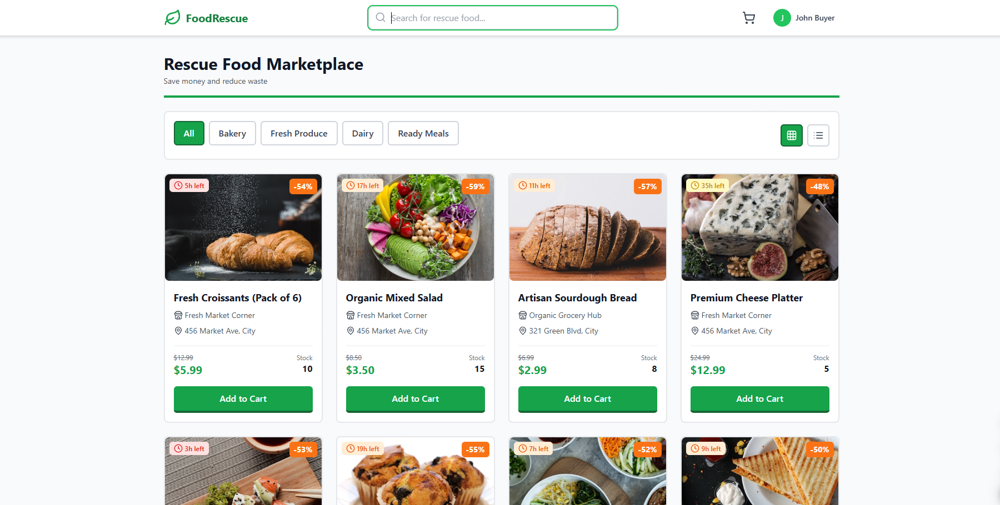 FoodRescue
Search for rescue food...
J
John Buyer
Rescue Food Marketplace
Save money and reduce waste
All
Bakery
Fresh Produce
Dairy
Ready Meals
5h left
-54%
17h left
-59%
11h left
-57%
35h left
-48%
Fresh Croissants (Pack of 6)
Fresh Market Corner
456 Market Ave, City
$12.99
Stock
$5.99
10
Add to Cart
Organic Mixed Salad
Fresh Market Corner
456 Market Ave, City
$8.50
Stock
$3.50
15
Add to Cart
Artisan Sourdough Bread
Organic Grocery Hub
321 Green Blvd, City
$6.99
Stock
$2.99
8
Add to Cart
Premium Cheese Platter
Fresh Market Corner
456 Market Ave, City
$24.99
Stock
$12.99
5
Add to Cart
3h left
-53%
19h left
-55%
7h left
-52%
9h left
-50%